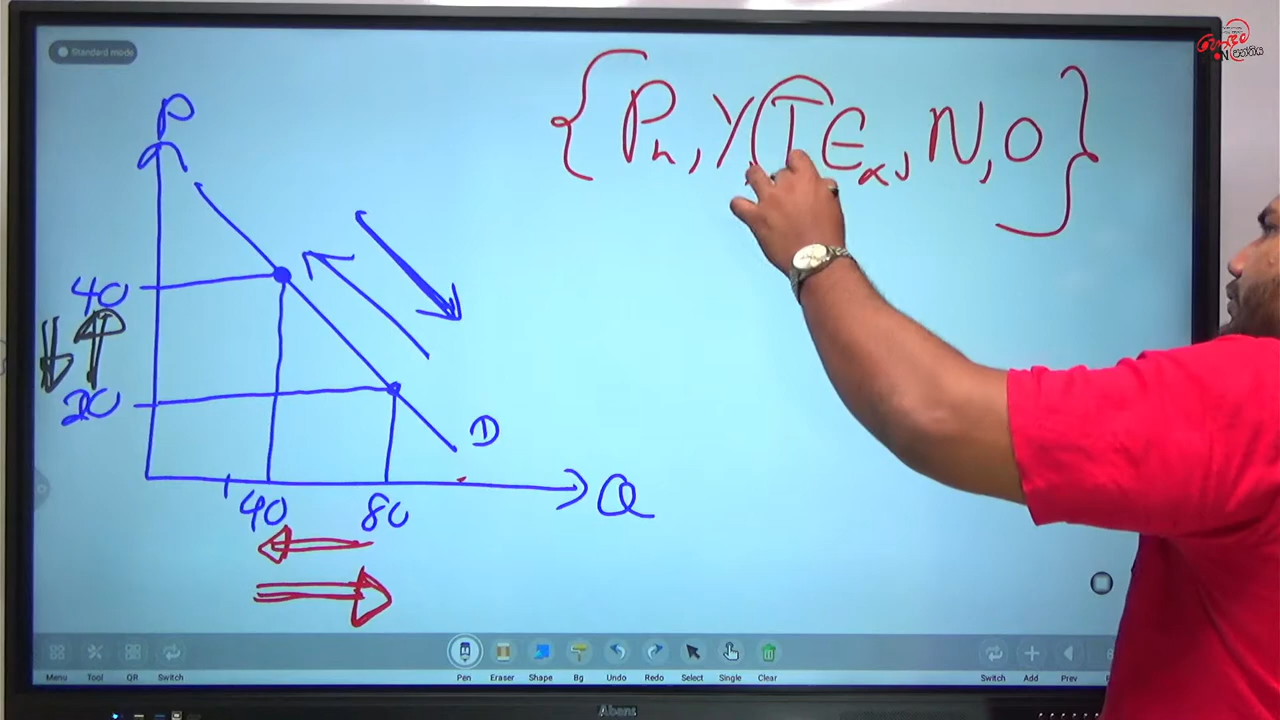 Standard mode
{Pn, Y, T, Ex, N, O}
P
40
20
D
40 80
Q
Menu Tool QR Switch Pen Eraser Shape Bg Undo Redo Select Single Clear Switch Add Prev
Abans